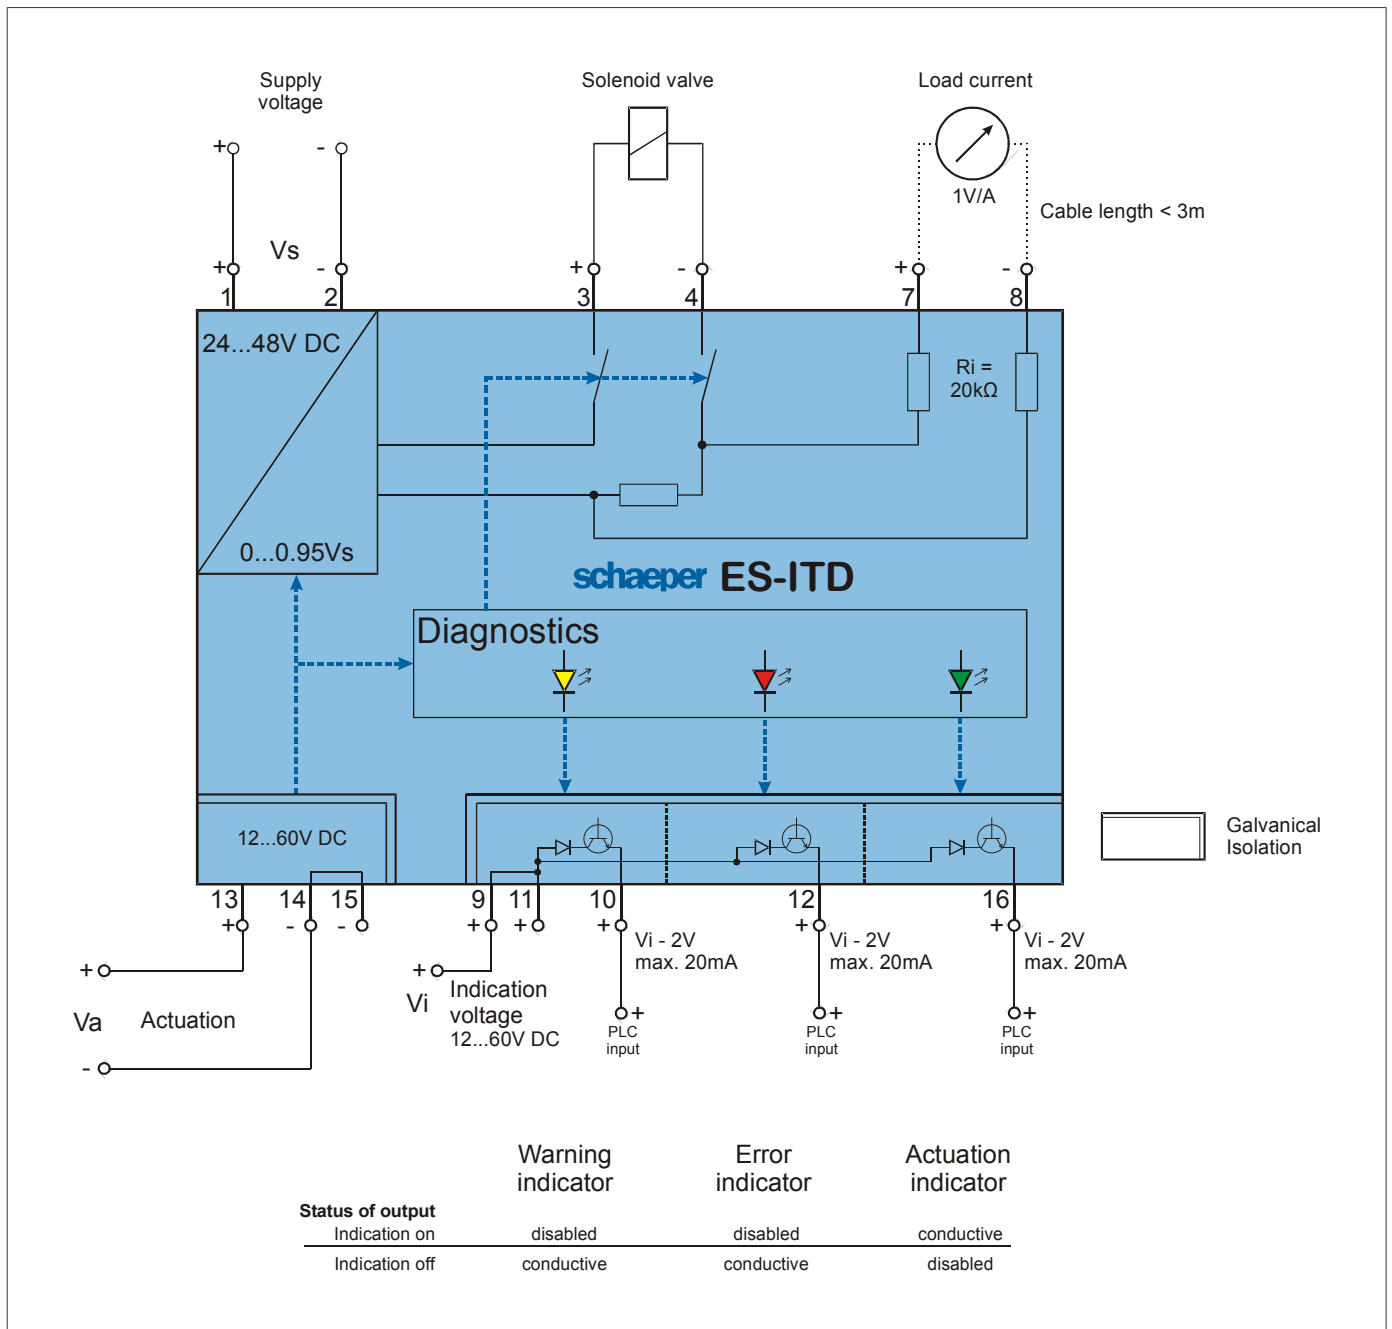 Supply
voltage
Solenoid valve
Load current
+ -
1V/A
Cable length < 3m
Vs
+ - + - + -
1 2 3 4 7 8
24...48V DC
Ri =
20kΩ
0...0.95Vs
schaeper ES-ITD
Diagnostics
12...60V DC
Galvanical
Isolation
13 14 15 9 11 10 12 16
+ - - + + + + +
Vi - 2V
max. 20mA
Vi - 2V
max. 20mA
Vi - 2V
max. 20mA
+
Va
Actuation
-
+
Vi
Indication
voltage
12...60V DC
+
PLC
input
+
PLC
input
+
PLC
input
Warning
indicator
Error
indicator
Actuation
indicator
Status of output
Indication on disabled disabled conductive
Indication off conductive conductive disabled